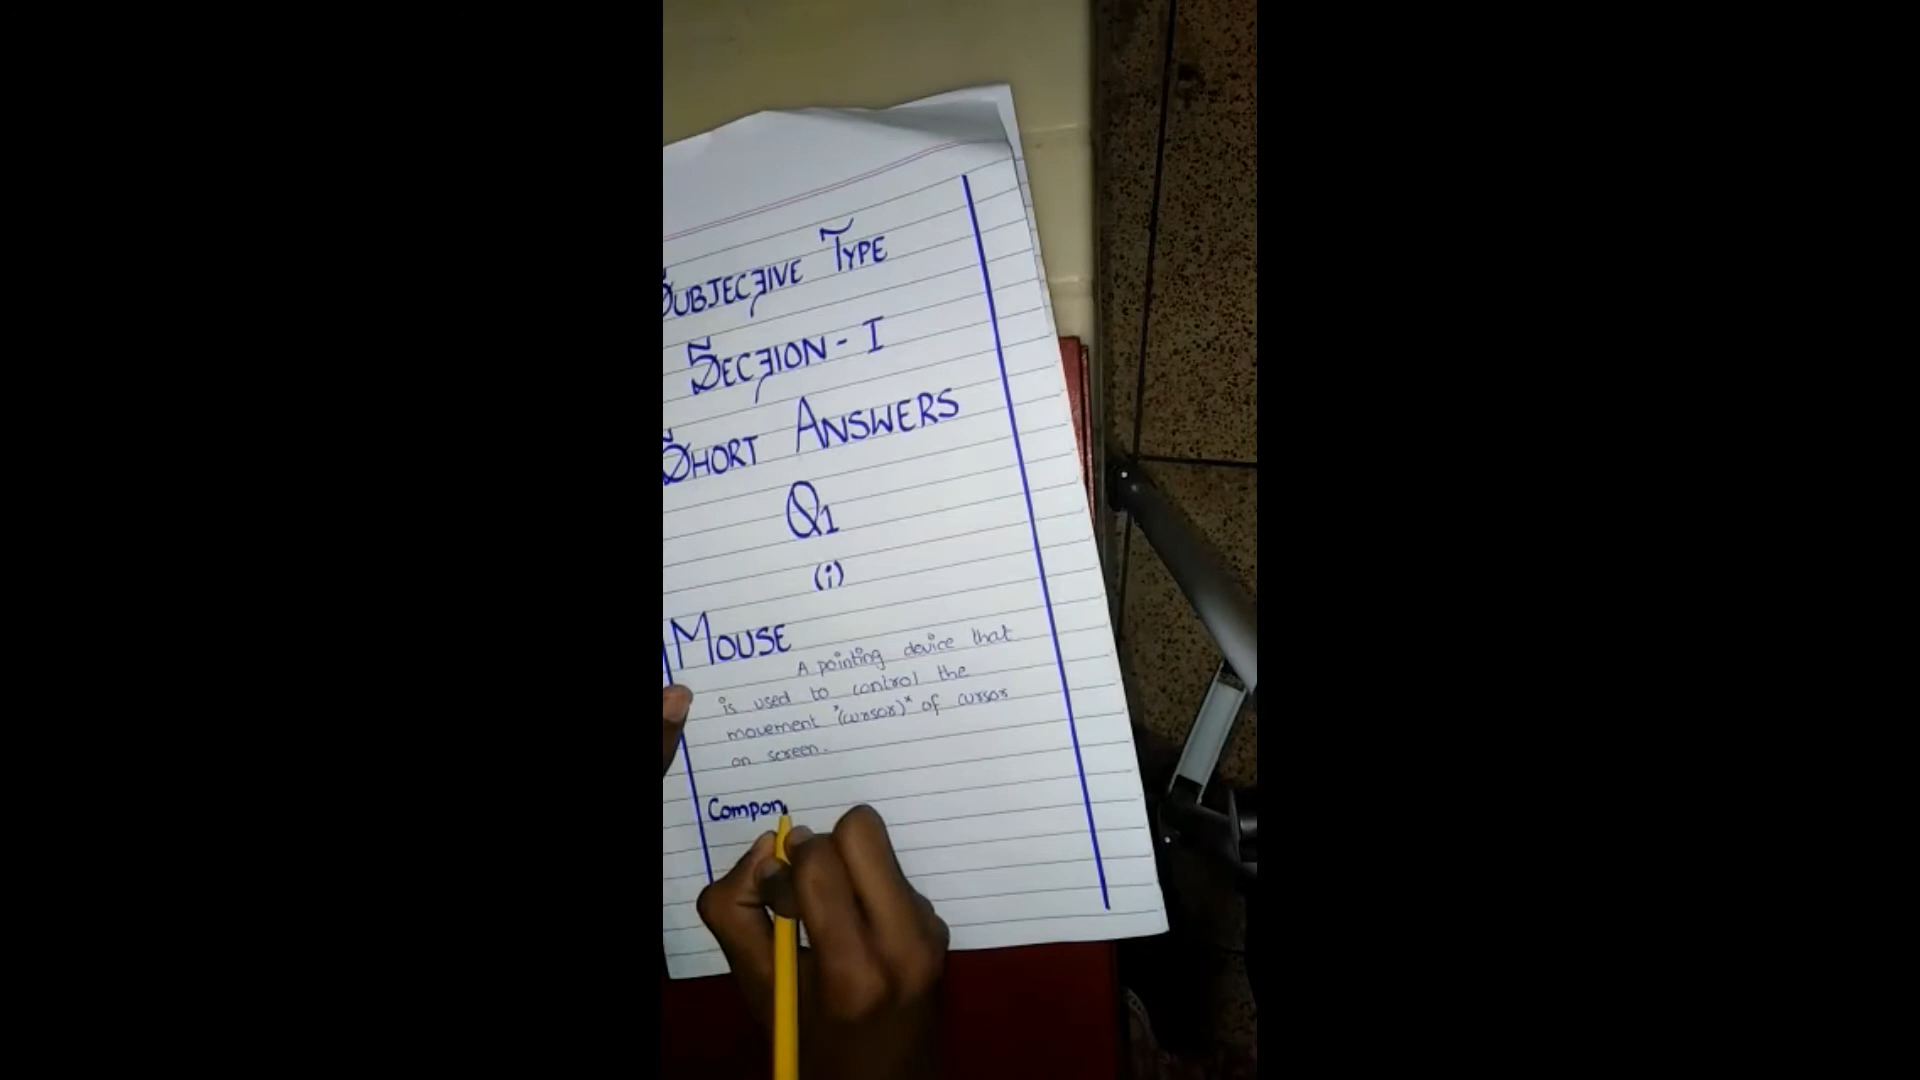 SUBJECTIVE TYPE
SECTION - I
SHORT ANSWERS
Q1
(i)
MOUSE
A pointing device that
is used to control the
movement "(cursor)" of cursor
on screen.
Compon